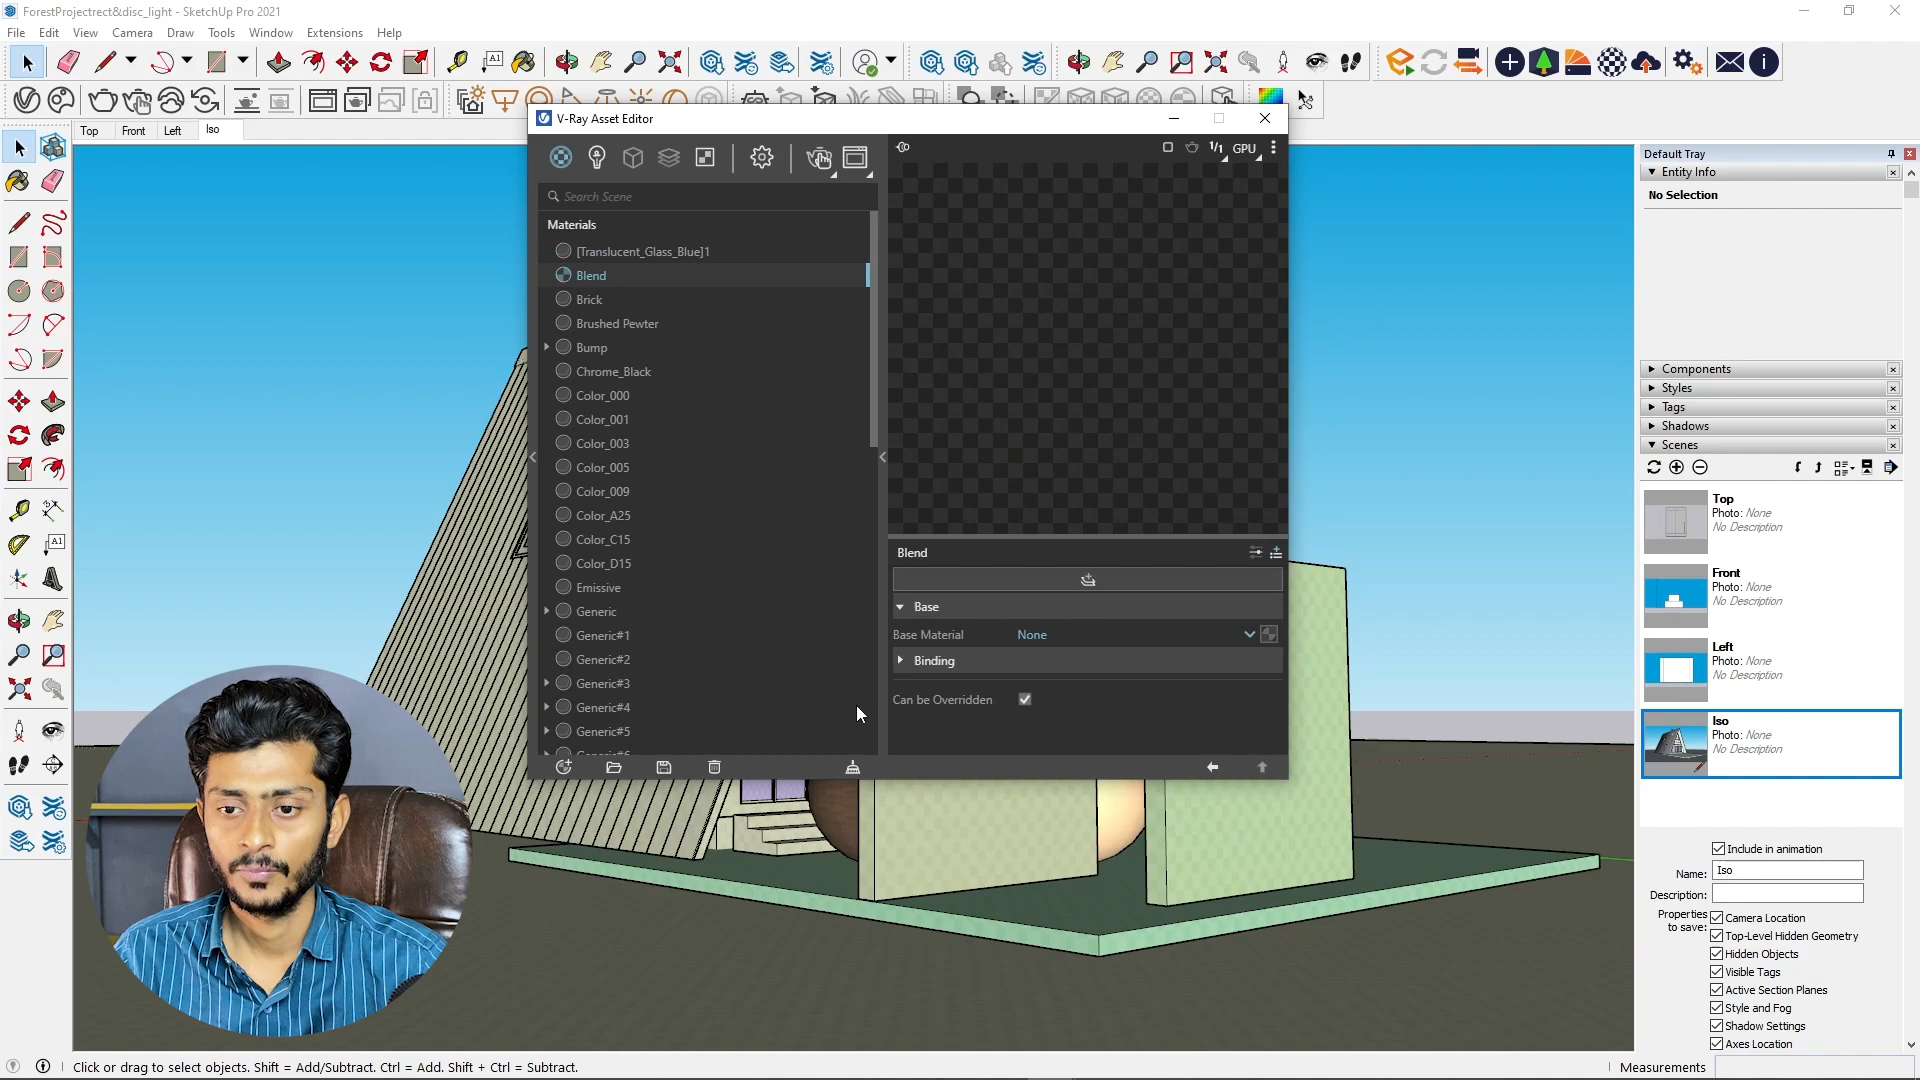 ForestProjectrect&disc_light - SketchUp Pro 2021
File Edit View Camera Draw Tools Window Extensions Help
Top Front Left Iso
V-Ray Asset Editor
1/1 GPU
Search Scene
Materials
[Translucent_Glass_Blue]1
Blend
Brick
Brushed Pewter
Bump
Chrome_Black
Color_000
Color_001
Color_003
Color_005
Color_009
Color_A25
Color_C15
Color_D15
Emissive
Generic
Generic#1
Generic#2
Generic#3
Generic#4
Generic#5
Generic#6
Blend
Base
Base Material None
Binding
Can be Overridden
Default Tray
Entity Info
No Selection
Components
Styles
Tags
Shadows
Scenes
Top
Photo: None
No Description
Front
Photo: None
No Description
Left
Photo: None
No Description
Iso
Photo: None
No Description
Include in animation
Name: Iso
Description:
Properties to save:
Camera Location
Top-Level Hidden Geometry
Hidden Objects
Visible Tags
Active Section Planes
Style and Fog
Shadow Settings
Axes Location
Click or drag to select objects. Shift = Add/Subtract. Ctrl = Add. Shift + Ctrl = Subtract.
Measurements